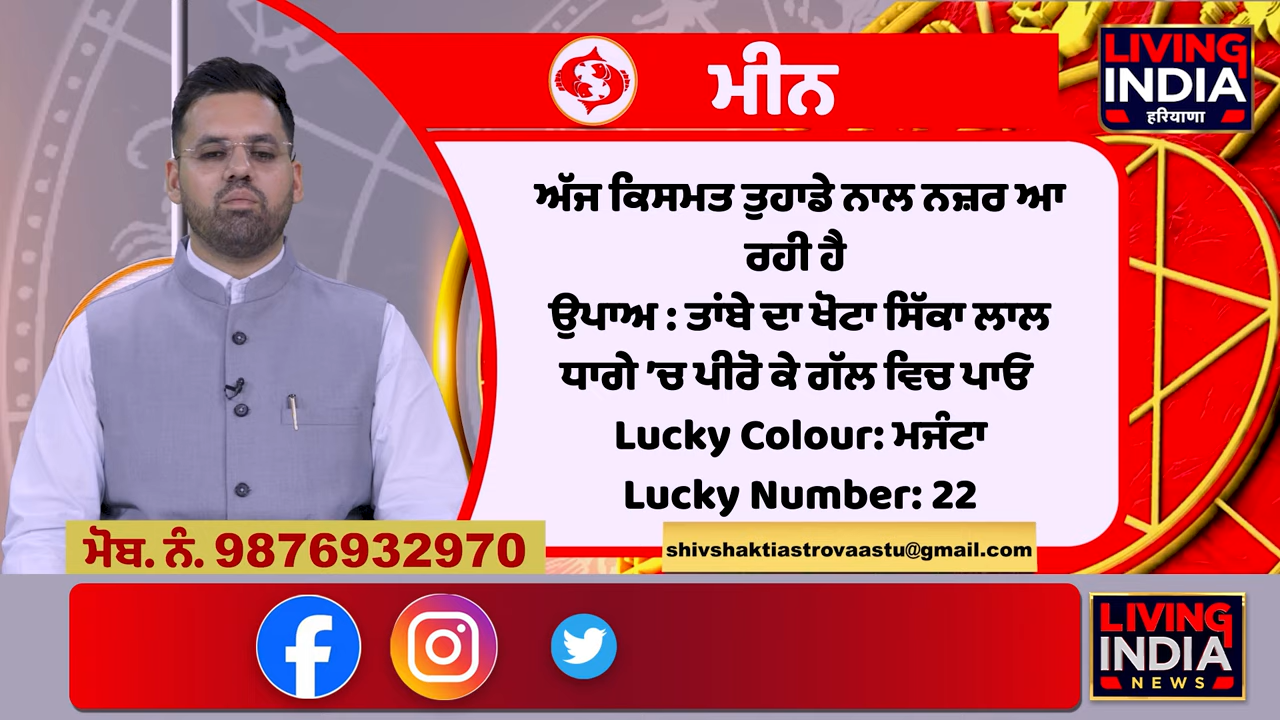 ਮੀਨ
LIVING
INDIA
हरियाणा
ਅੱਜ ਕਿਸਮਤ ਤੁਹਾਡੇ ਨਾਲ ਨਜ਼ਰ ਆ
ਰਹੀ ਹੈ
ਉਪਾਅ : ਤਾਂਬੇ ਦਾ ਖੋਟਾ ਸਿੱਕਾ ਲਾਲ
ਧਾਗੇ 'ਚ ਪੀਰੋ ਕੇ ਗੱਲ ਵਿਚ ਪਾਓ
Lucky Colour: ਮਜੰਟਾ
Lucky Number: 22
ਮੋਬ. ਨੰ. 9876932970
shivshaktiastrovaastu@gmail.com
LIVING
INDIA
NEWS